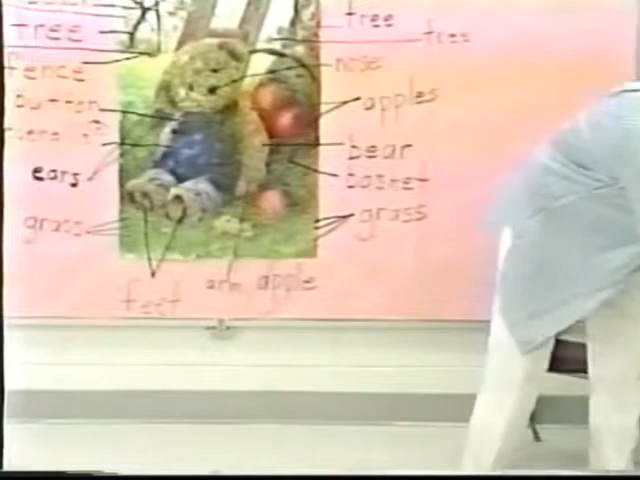 tree
tree
tree
fence
nose
button
apples
bear
ears
basket
grass
grass
feet
arm
apple